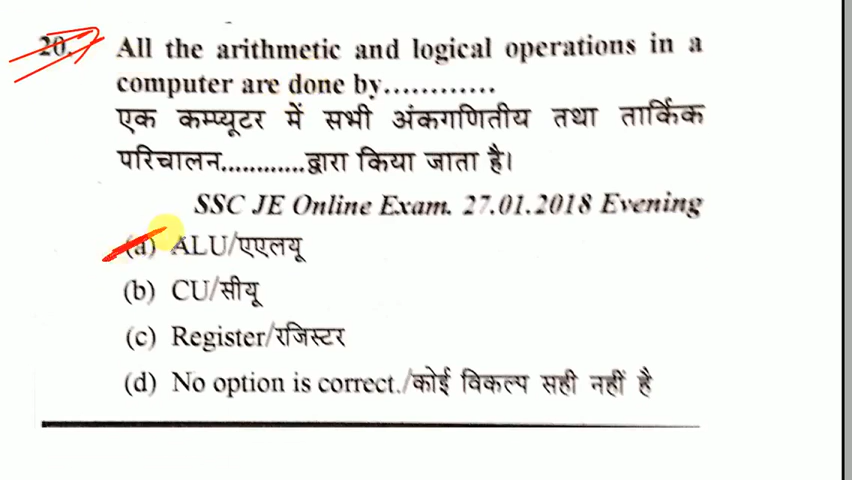 20. All the arithmetic and logical operations in a
computer are done by............
एक कम्प्यूटर में सभी अंकगणितीय तथा तार्किक
परिचालन............द्वारा किया जाता है।
SSC JE Online Exam. 27.01.2018 Evening
(a) ALU/एएलयू
(b) CU/सीयू
(c) Register/रजिस्टर
(d) No option is correct./कोई विकल्प सही नहीं है